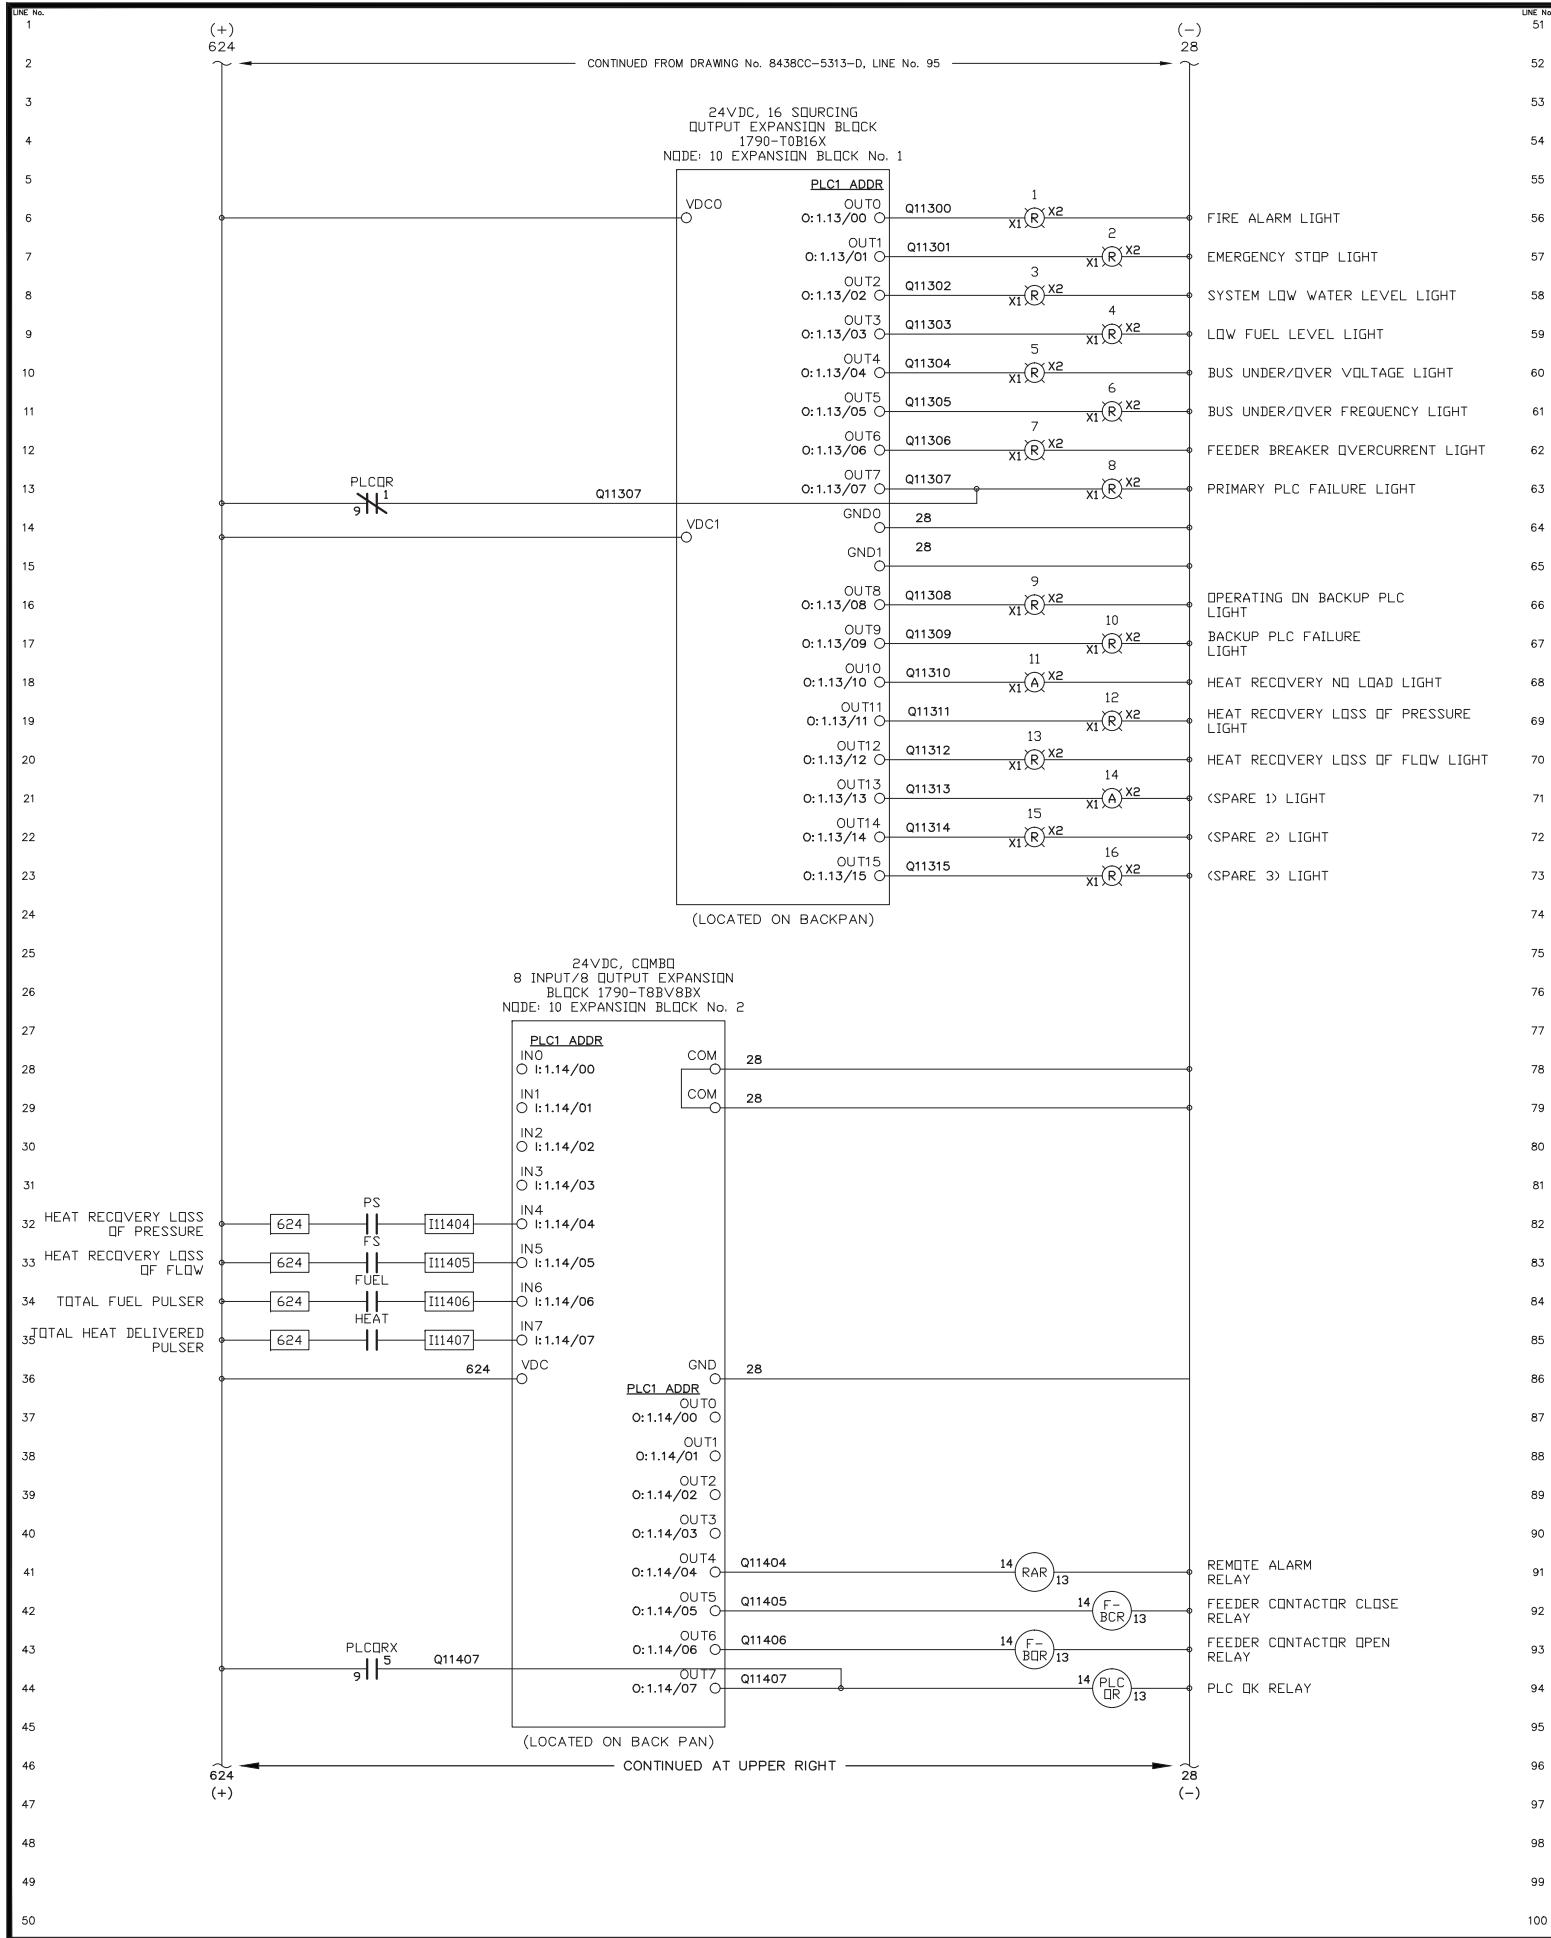 LINE No.
LINE No
1
51
(+)
624
(-)
28
2
CONTINUED FROM DRAWING No. 8438CC-5313-D, LINE No. 95
52
3
53
24VDC, 16 SOURCING
OUTPUT EXPANSION BLOCK
4
1790-T0B16X
54
NODE: 10 EXPANSION BLOCK No. 1
5
PLC1 ADDR
55
VDC0
OUT0
6
O:1.13/00
Q11300
1
X1 R X2
FIRE ALARM LIGHT
56
OUT1
7
O:1.13/01
Q11301
2
X1 R X2
EMERGENCY STOP LIGHT
57
OUT2
8
O:1.13/02
Q11302
3
X1 R X2
SYSTEM LOW WATER LEVEL LIGHT
58
OUT3
9
O:1.13/03
Q11303
4
X1 R X2
LOW FUEL LEVEL LIGHT
59
OUT4
10
O:1.13/04
Q11304
5
X1 R X2
BUS UNDER/OVER VOLTAGE LIGHT
60
OUT5
11
O:1.13/05
Q11305
6
X1 R X2
BUS UNDER/OVER FREQUENCY LIGHT
61
OUT6
12
O:1.13/06
Q11306
7
X1 R X2
FEEDER BREAKER OVERCURRENT LIGHT
62
PLCOR
9 1
Q11307
OUT7
13
O:1.13/07
Q11307
8
X1 R X2
PRIMARY PLC FAILURE LIGHT
63
14
VDC1
GND0
28
64
15
GND1
28
65
OUT8
16
O:1.13/08
Q11308
9
X1 R X2
OPERATING ON BACKUP PLC
LIGHT
66
OUT9
17
O:1.13/09
Q11309
10
X1 R X2
BACKUP PLC FAILURE
LIGHT
67
OU10
18
O:1.13/10
Q11310
11
X1 A X2
HEAT RECOVERY NO LOAD LIGHT
68
OUT11
19
O:1.13/11
Q11311
12
X1 R X2
HEAT RECOVERY LOSS OF PRESSURE
LIGHT
69
OUT12
20
O:1.13/12
Q11312
13
X1 R X2
HEAT RECOVERY LOSS OF FLOW LIGHT
70
OUT13
21
O:1.13/13
Q11313
14
X1 A X2
(SPARE 1) LIGHT
71
OUT14
22
O:1.13/14
Q11314
15
X1 R X2
(SPARE 2) LIGHT
72
OUT15
23
O:1.13/15
Q11315
16
X1 R X2
(SPARE 3) LIGHT
73
24
(LOCATED ON BACKPAN)
74
25
75
24VDC, COMBO
8 INPUT/8 OUTPUT EXPANSION
26
BLOCK 1790-T8BV8BX
76
NODE: 10 EXPANSION BLOCK No. 2
27
77
PLC1 ADDR
IN0
28
I:1.14/00
COM
28
78
IN1
29
I:1.14/01
COM
28
79
IN2
30
I:1.14/02
80
IN3
31
I:1.14/03
81
32
HEAT RECOVERY LOSS
OF PRESSURE
624
PS
I11404
IN4
I:1.14/04
82
33
HEAT RECOVERY LOSS
OF FLOW
624
FS
I11405
IN5
I:1.14/05
83
34
TOTAL FUEL PULSER
624
FUEL
I11406
IN6
I:1.14/06
84
35
TOTAL HEAT DELIVERED
PULSER
624
HEAT
I11407
IN7
I:1.14/07
85
36
624
VDC
GND
28
86
PLC1 ADDR
OUT0
37
O:1.14/00
87
OUT1
38
O:1.14/01
88
OUT2
39
O:1.14/02
89
OUT3
40
O:1.14/03
90
OUT4
41
O:1.14/04
Q11404
14 RAR 13
REMOTE ALARM
RELAY
91
OUT5
42
O:1.14/05
Q11405
14 F-
BCR 13
FEEDER CONTACTOR CLOSE
RELAY
92
OUT6
43
O:1.14/06
Q11406
14 F-
BOR 13
FEEDER CONTACTOR OPEN
RELAY
93
PLCORX
9 5
Q11407
OUT7
44
O:1.14/07
Q11407
14 PLC
OR 13
PLC OK RELAY
94
45
95
(LOCATED ON BACK PAN)
46
CONTINUED AT UPPER RIGHT
96
624
(+)
28
(-)
47
97
48
98
49
99
50
100